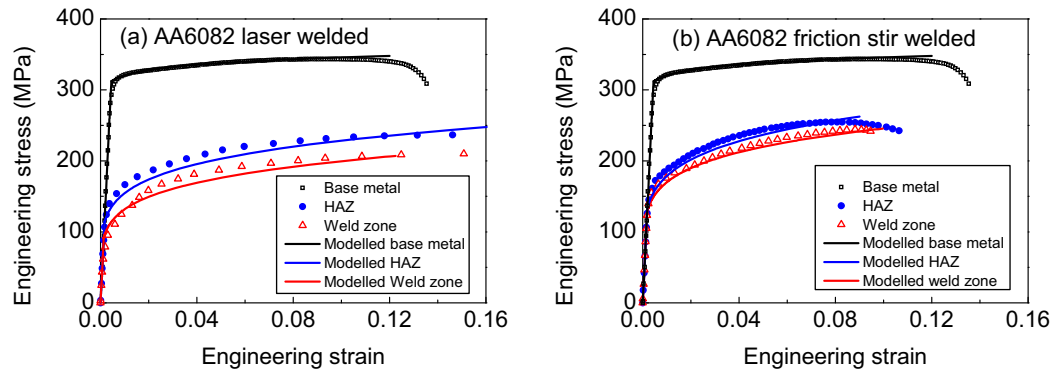 (a) AA6082 laser welded
Engineering stress (MPa)
400
300
200
100
0
0.00
0.04
0.08
0.12
0.16
Engineering strain
Base metal
HAZ
Weld zone
Modelled base metal
Modelled HAZ
Modelled Weld zone
(b) AA6082 friction stir welded
Engineering stress (MPa)
400
300
200
100
0
0.00
0.04
0.08
0.12
0.16
Engineering strain
Base metal
HAZ
Weld zone
Modelled base metal
Modelled HAZ
Modelled weld zone